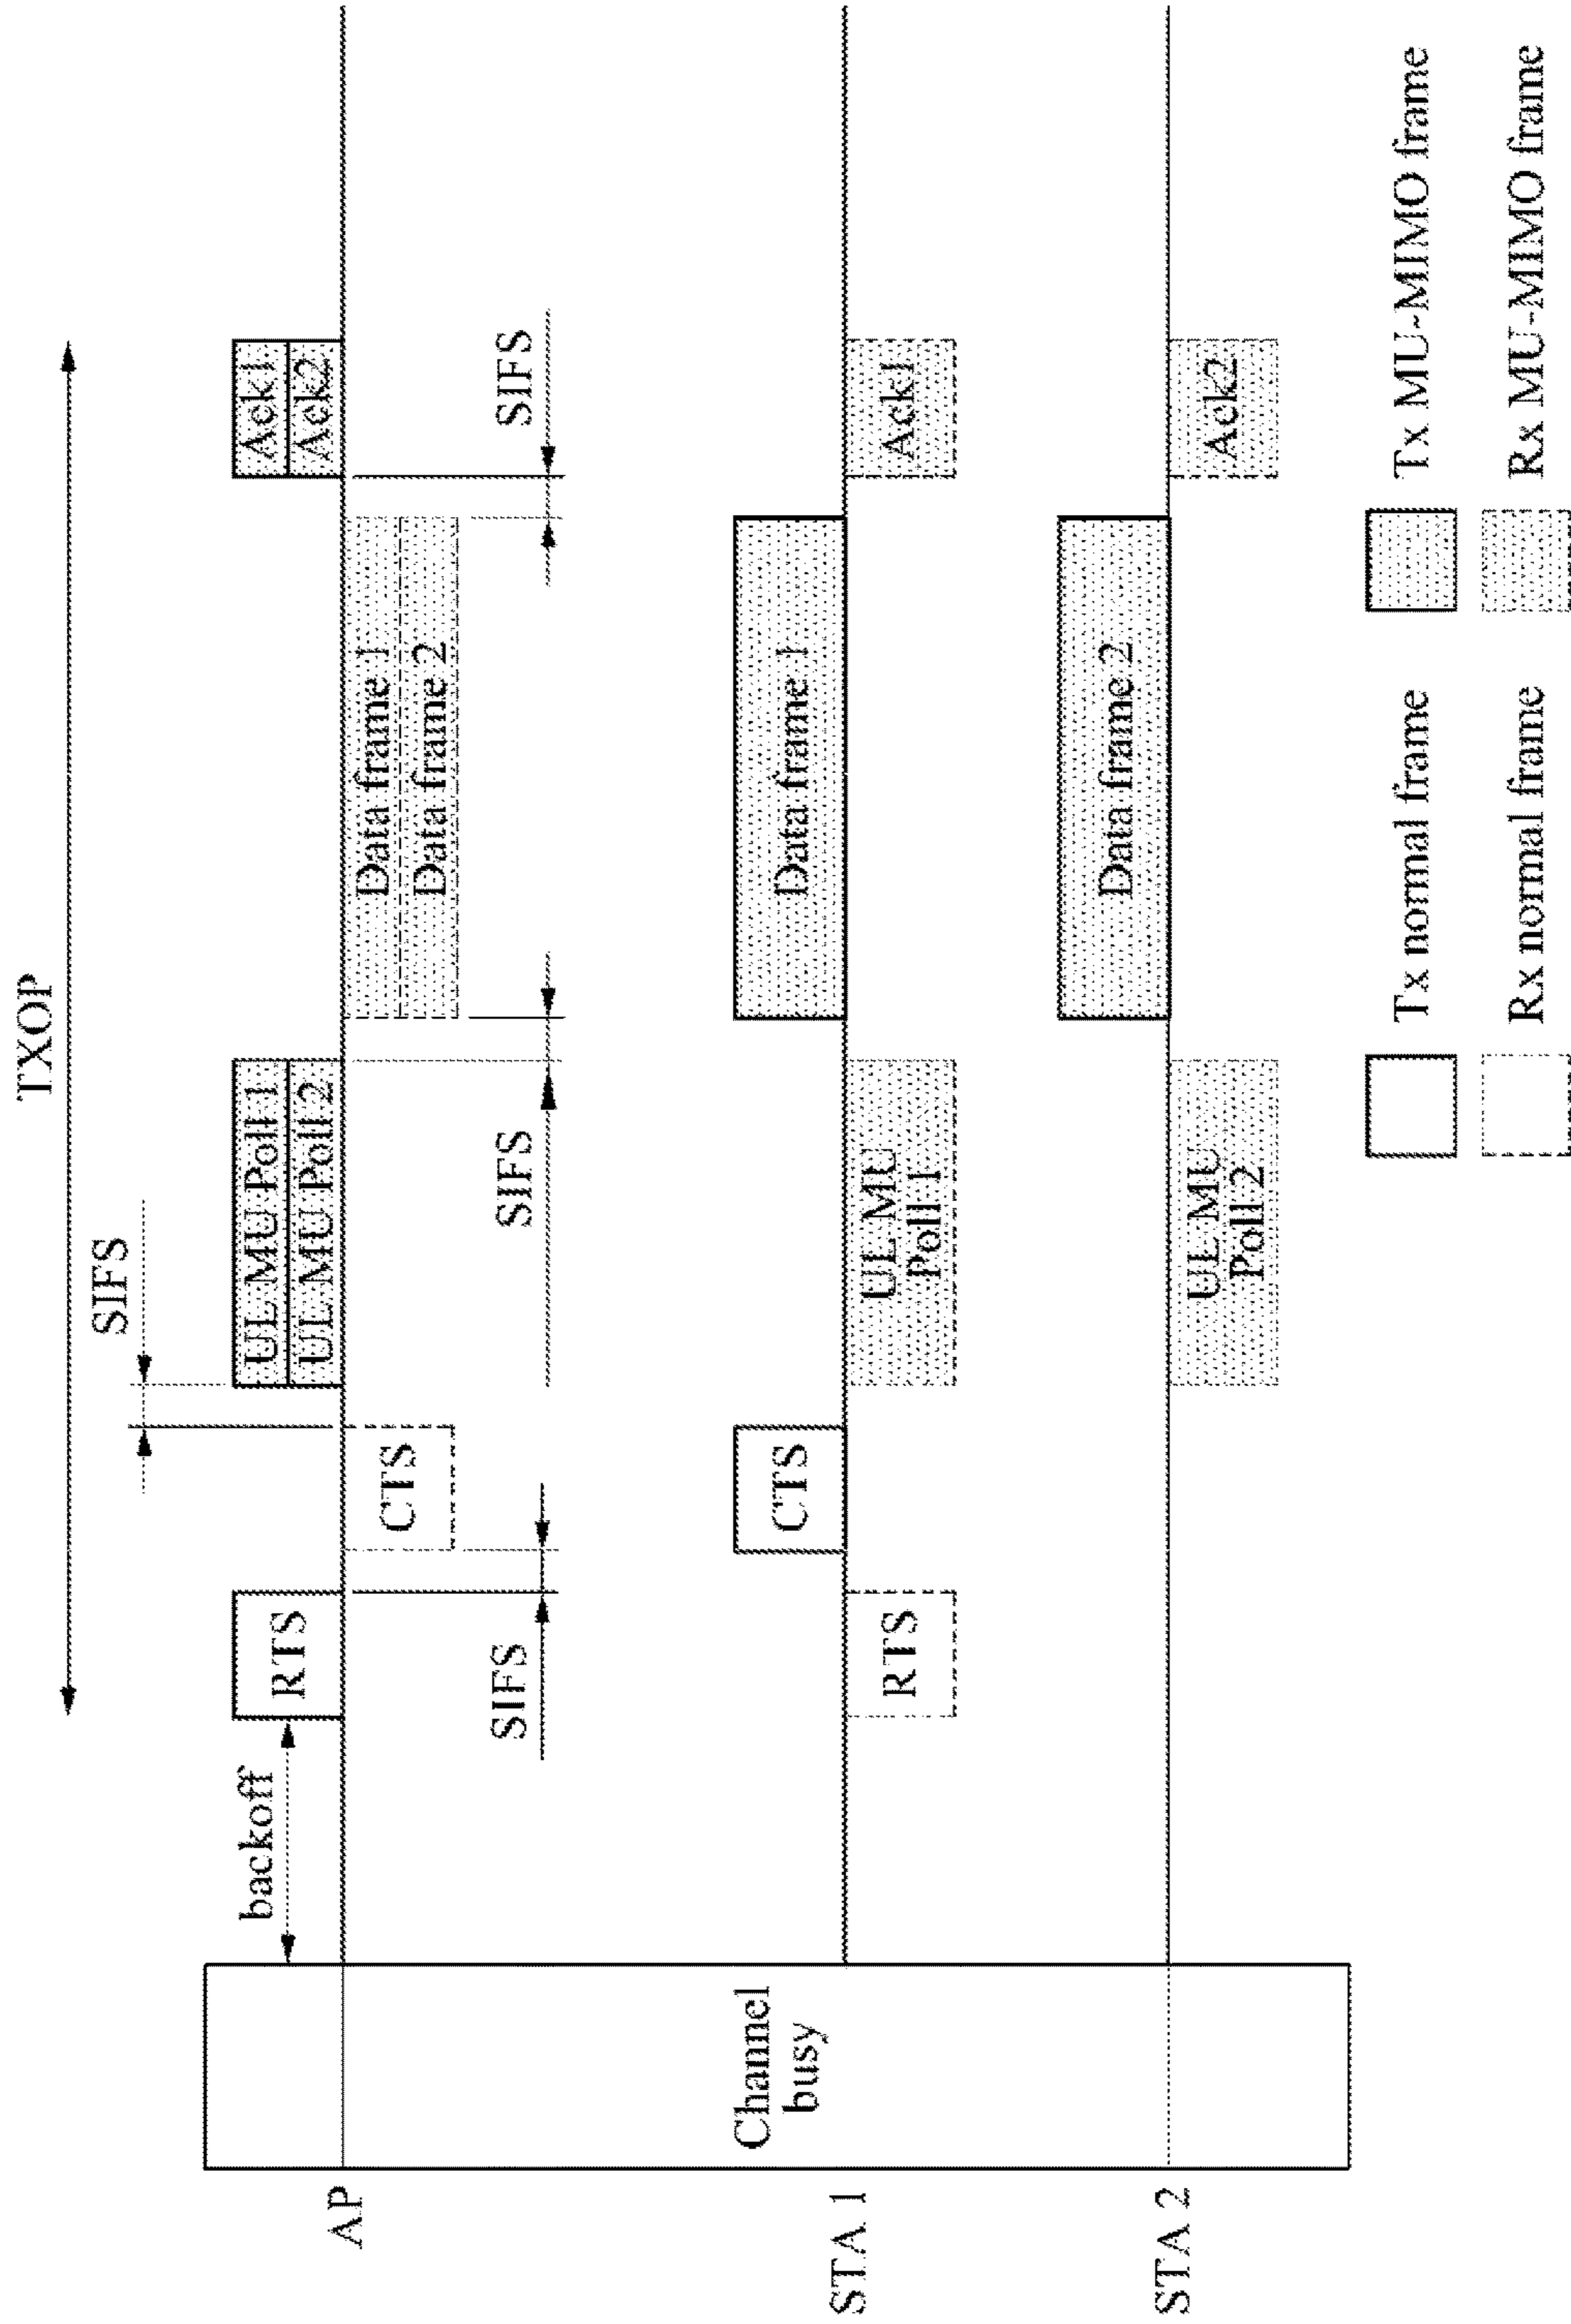 TXOP
SIFS
backoff
RTS
UL MU Poll 1
UL MU Poll 2
Ack1
Ack2
AP
CTS
Data frame 1
Data frame 2
SIFS
SIFS
SIFS
Channel
busy
CTS
Data frame 1
STA 1
RTS
UL MU
Poll 1
Ack1
Data frame 2
STA 2
UL MU
Poll 2
Ack2
Tx normal frame
Tx MU-MIMO frame
Rx normal frame
Rx MU-MIMO frame